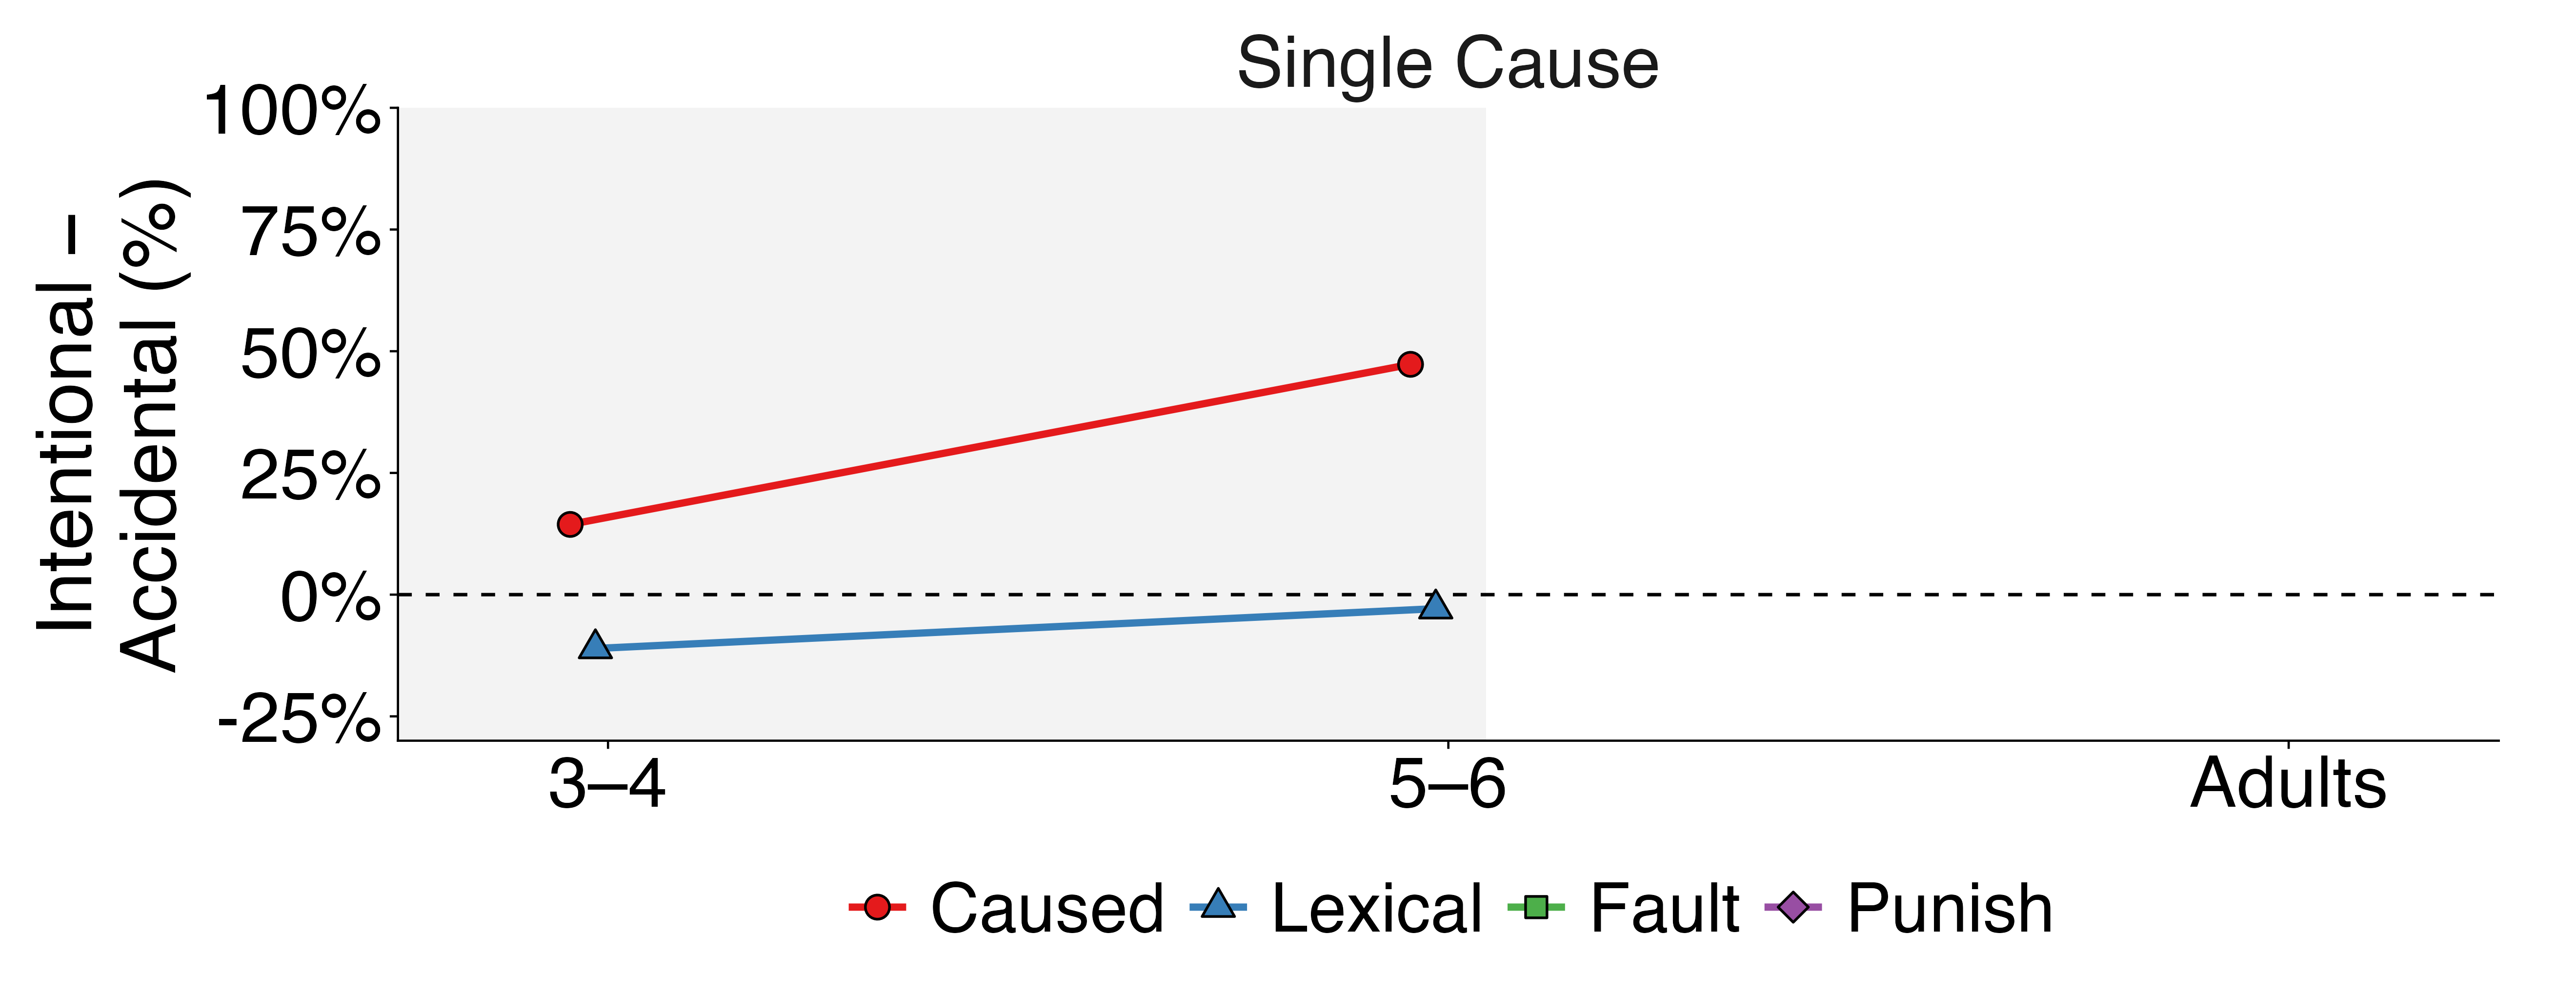 Single Cause
Intentional −
Accidental (%)
100%
75%
50%
25%
0%
-25%
3–4
5–6
Adults
Caused
Lexical
Fault
Punish